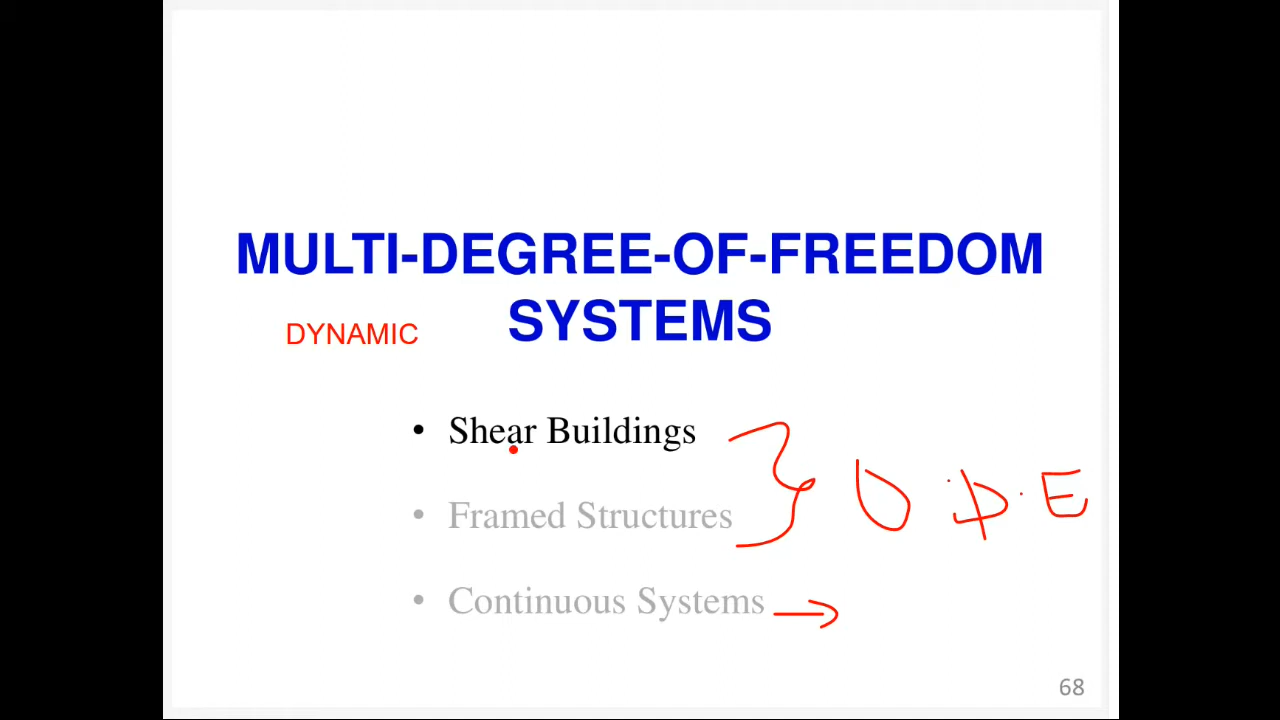 MULTI-DEGREE-OF-FREEDOM
SYSTEMS
DYNAMIC
• Shear Buildings
• Framed Structures
O.D.E
• Continuous Systems →
68